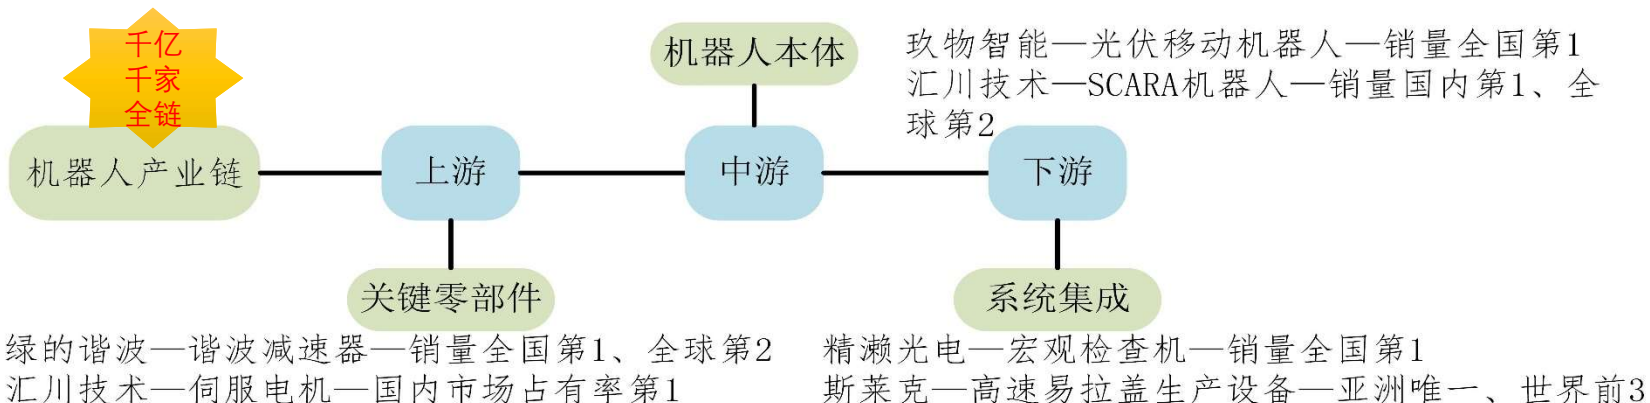 千亿
千家
全链
机器人产业链
上游
中游
下游
机器人本体
玖物智能—光伏移动机器人—销量全国第1
汇川技术—SCARA机器人—销量国内第1、全
球第2
关键零部件
绿的谐波—谐波减速器—销量全国第1、全球第2
汇川技术—伺服电机—国内市场占有率第1
系统集成
精濑光电—宏观检查机—销量全国第1
斯莱克—高速易拉盖生产设备—亚洲唯一、世界前3